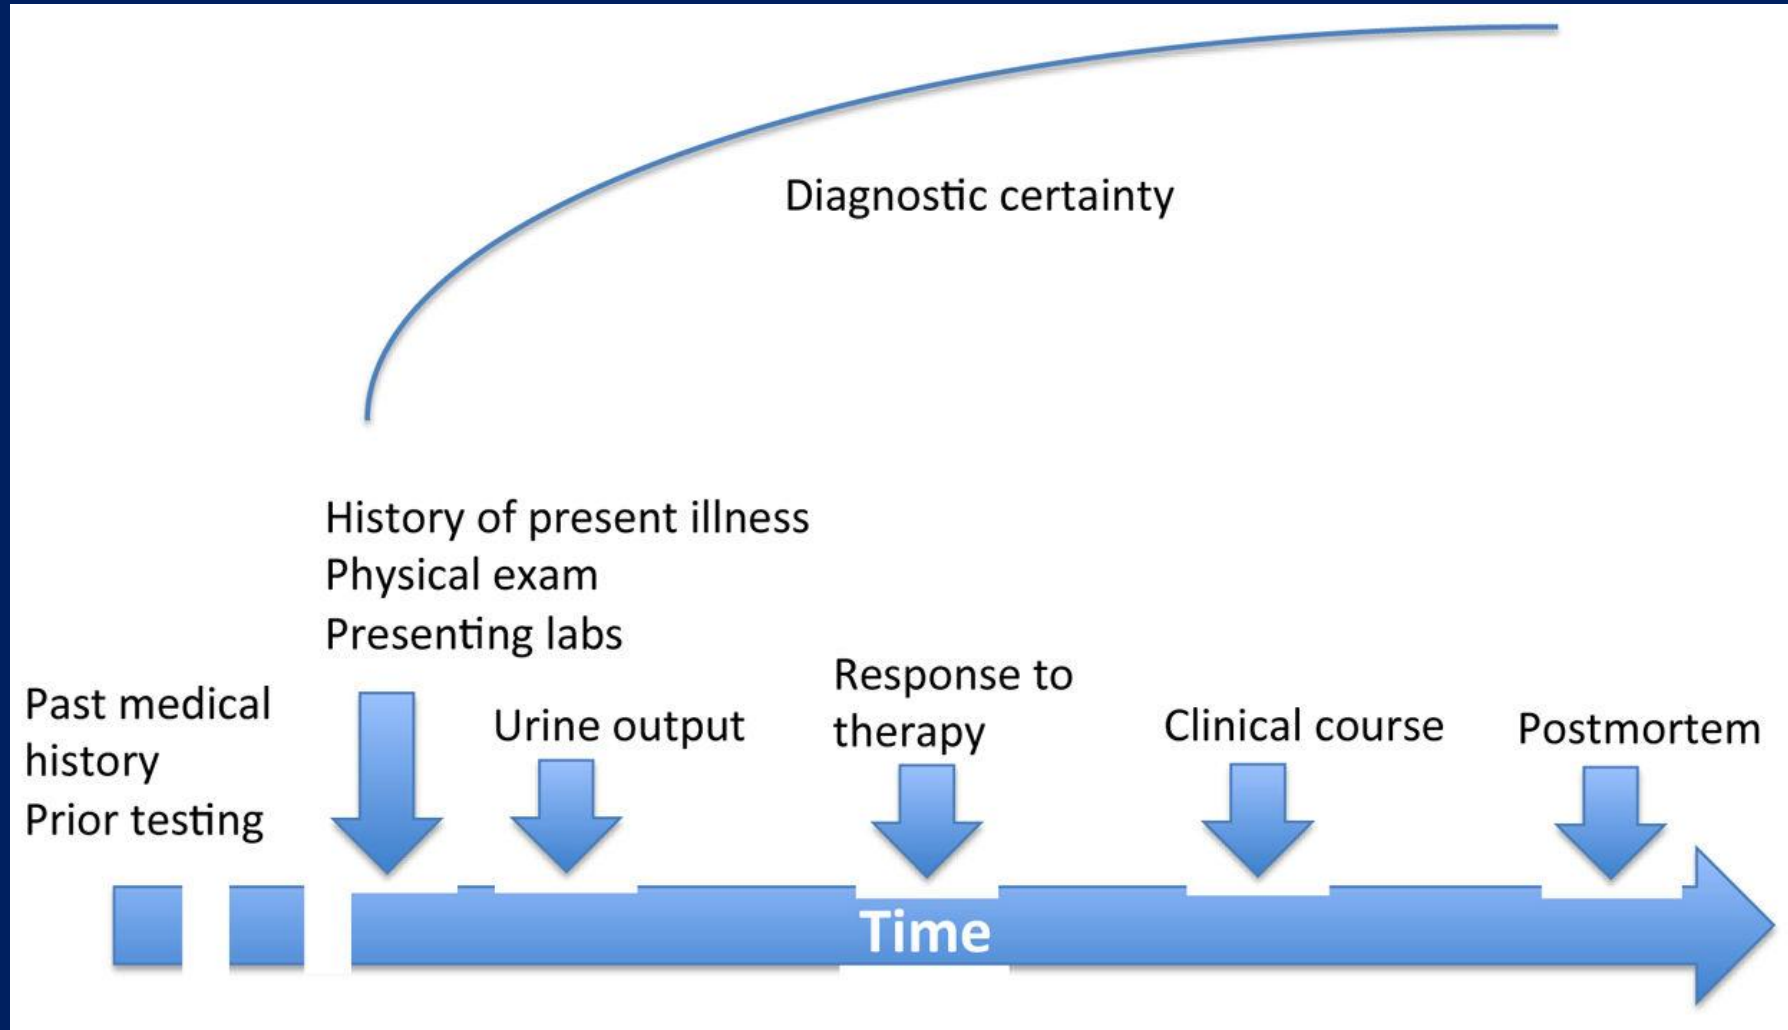 Diagnostic certainty
History of present illness
Physical exam
Presenting labs
Past medical
history
Prior testing
Urine output
Response to
therapy
Clinical course
Postmortem
Time